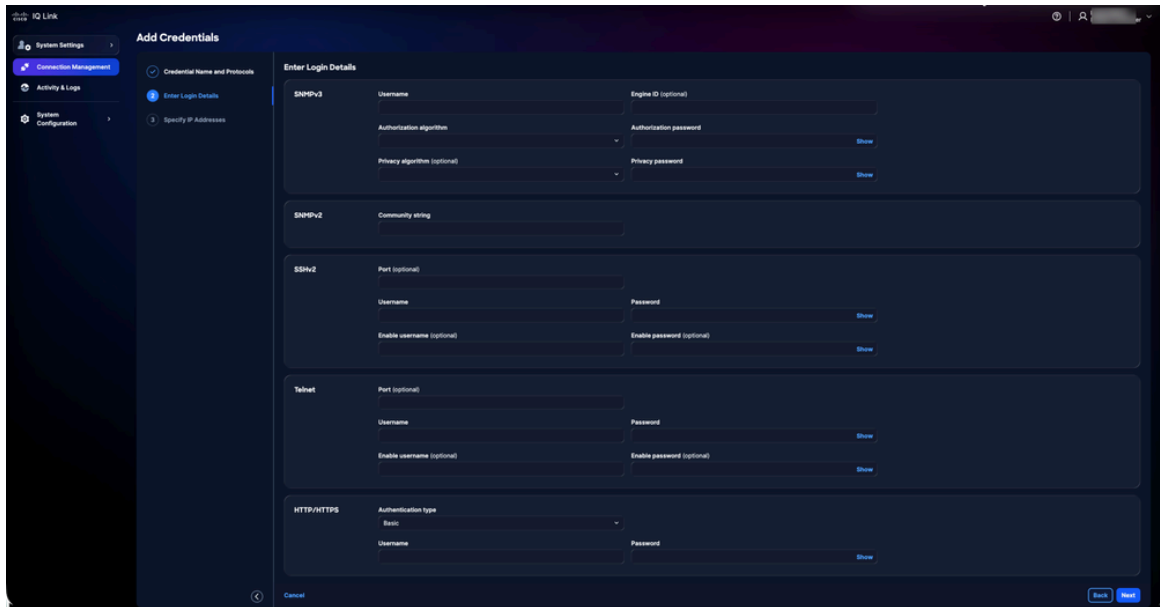 CISCO IQ Link
System Settings
Connection Management
Activity & Logs
System
Configuration
Add Credentials
Credential Name and Protocols
2 Enter Login Details
3 Specify IP Addresses
Enter Login Details
SNMPv3
Username
Engine ID (optional)
Authorization algorithm
Authorization password
Show
Privacy algorithm (optional)
Privacy password
Show
SNMPv2
Community string
SSHv2
Port (optional)
Username
Password
Show
Enable username (optional)
Enable password (optional)
Show
Telnet
Port (optional)
Username
Password
Show
Enable username (optional)
Enable password (optional)
Show
HTTP/HTTPS
Authentication type
Basic
Username
Password
Show
Cancel
Back
Next